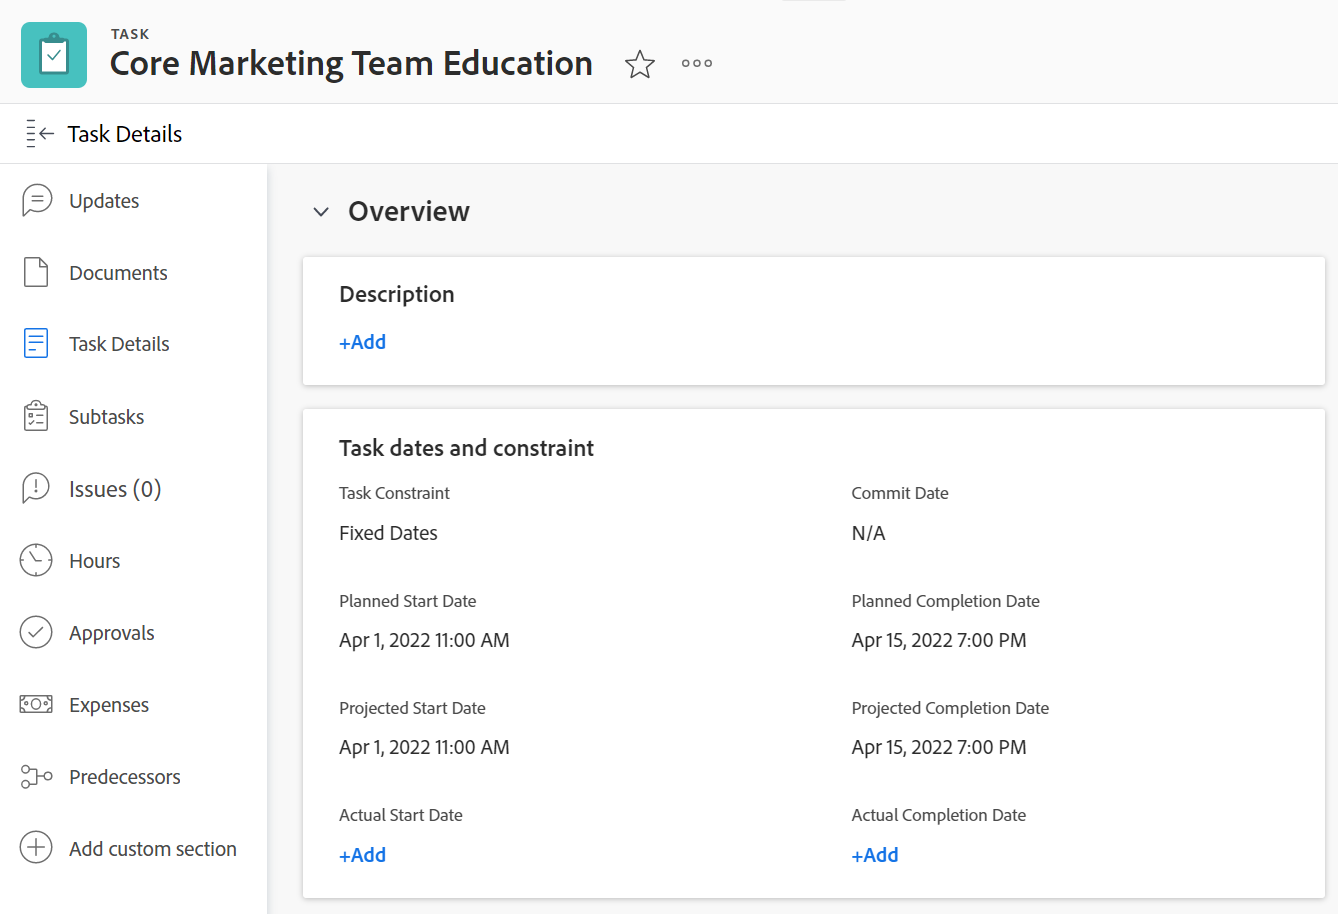 TASK
Core Marketing Team Education
Task Details
Updates
Documents
Task Details
Subtasks
Issues (0)
Hours
Approvals
Expenses
Predecessors
Add custom section
Overview
Description
+Add
Task dates and constraint
Task Constraint
Fixed Dates
Commit Date
N/A
Planned Start Date
Apr 1, 2022 11:00 AM
Planned Completion Date
Apr 15, 2022 7:00 PM
Projected Start Date
Apr 1, 2022 11:00 AM
Projected Completion Date
Apr 15, 2022 7:00 PM
Actual Start Date
+Add
Actual Completion Date
+Add